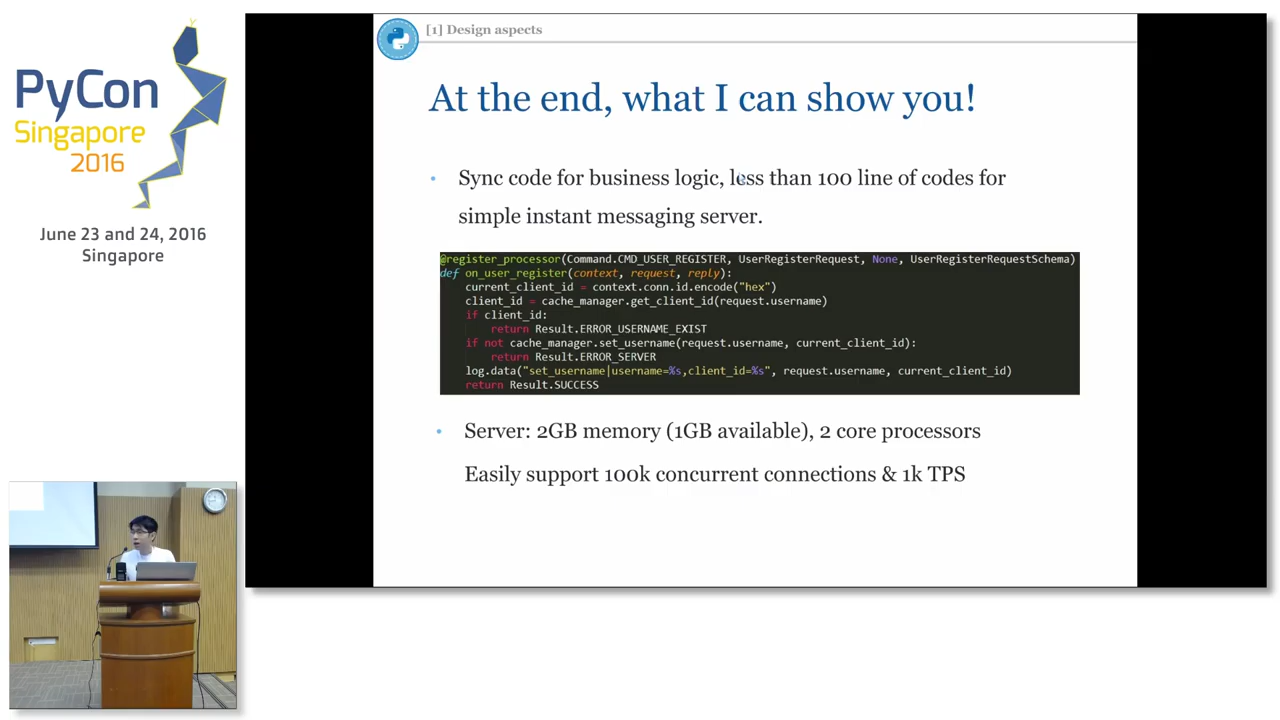 PyCon
Singapore
2016
June 23 and 24, 2016
Singapore
[1] Design aspects
At the end, what I can show you!
• Sync code for business logic, less than 100 line of codes for
simple instant messaging server.
@register_processor(Command.CMD_USER_REGISTER, UserRegisterRequest, None, UserRegisterRequestSchema)
def on_user_register(context, request, reply):
    current_client_id = context.conn.id.encode("hex")
    client_id = cache_manager.get_client_id(request.username)
    if client_id:
        return Result.ERROR_USERNAME_EXIST
    if not cache_manager.set_username(request.username, current_client_id):
        return Result.ERROR_SERVER
    log.data("set_username|username=%s,client_id=%s", request.username, current_client_id)
    return Result.SUCCESS
• Server: 2GB memory (1GB available), 2 core processors
Easily support 100k concurrent connections & 1k TPS